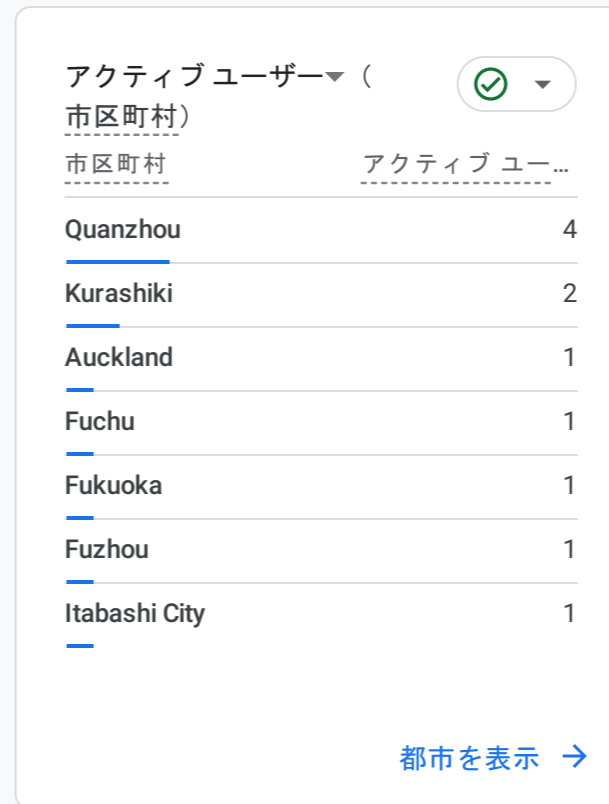 アクティブ ユーザー (
市区町村)
市区町村 アクティブ ユー...
Quanzhou 4
Kurashiki 2
Auckland 1
Fuchu 1
Fukuoka 1
Fuzhou 1
Itabashi City 1
都市を表示